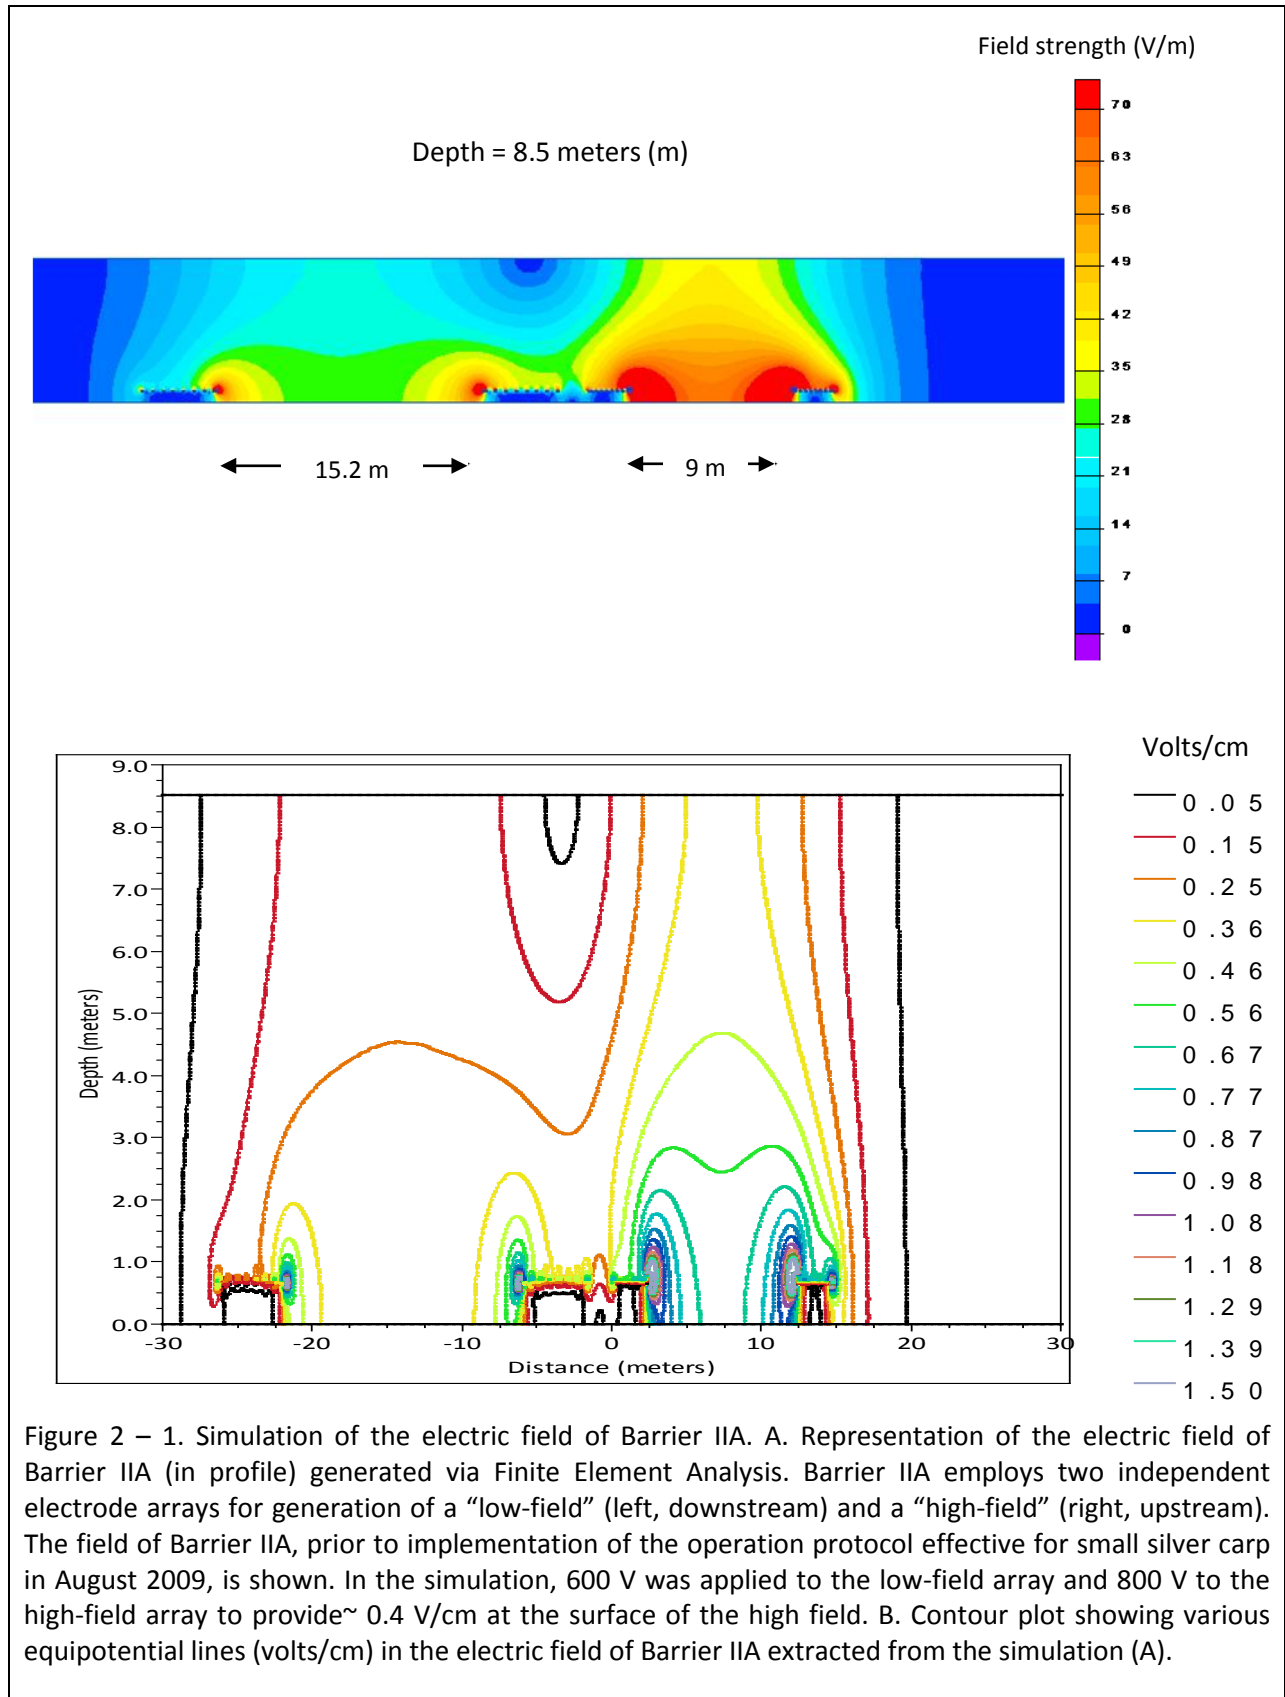 Field strength (V/m)
70
63
56
49
42
35
28
21
14
7
0
Depth = 8.5 meters (m)
15.2 m
9 m
Volts/cm
0.05
0.15
0.25
0.36
0.46
0.56
0.67
0.77
0.87
0.98
1.08
1.18
1.29
1.39
1.50
9.0
8.0
7.0
6.0
5.0
4.0
3.0
2.0
1.0
0.0
Depth (meters)
-30 -20 -10 0 10 20 30
Distance (meters)
Figure 2 – 1. Simulation of the electric field of Barrier IIA. A. Representation of the electric field of
Barrier IIA (in profile) generated via Finite Element Analysis. Barrier IIA employs two independent
electrode arrays for generation of a “low-field” (left, downstream) and a “high-field” (right, upstream).
The field of Barrier IIA, prior to implementation of the operation protocol effective for small silver carp
in August 2009, is shown. In the simulation, 600 V was applied to the low-field array and 800 V to the
high-field array to provide~ 0.4 V/cm at the surface of the high field. B. Contour plot showing various
equipotential lines (volts/cm) in the electric field of Barrier IIA extracted from the simulation (A).